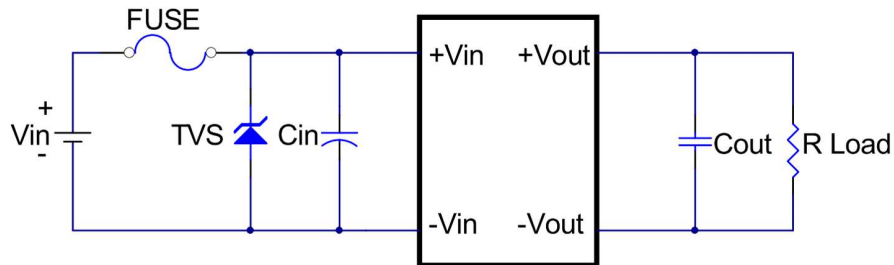 FUSE
+Vin
+Vout
+
Vin
-
TVS
Cin
Cout
R Load
-Vin
-Vout